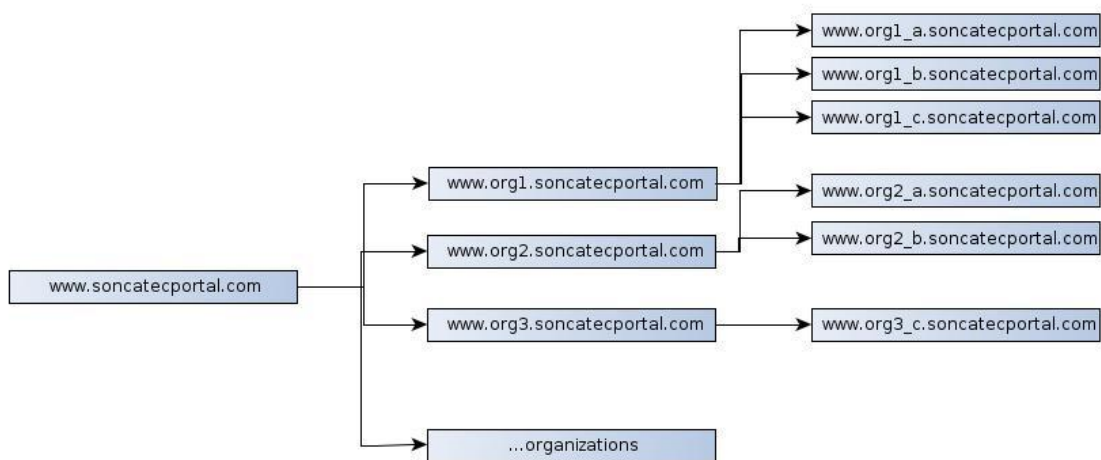 www.org1_a.soncatecportal.com
www.org1_b.soncatecportal.com
www.org1_c.soncatecportal.com
www.org1.soncatecportal.com
www.org2_a.soncatecportal.com
www.org2_b.soncatecportal.com
www.org2.soncatecportal.com
www.soncatecportal.com
www.org3.soncatecportal.com
www.org3_c.soncatecportal.com
...organizations